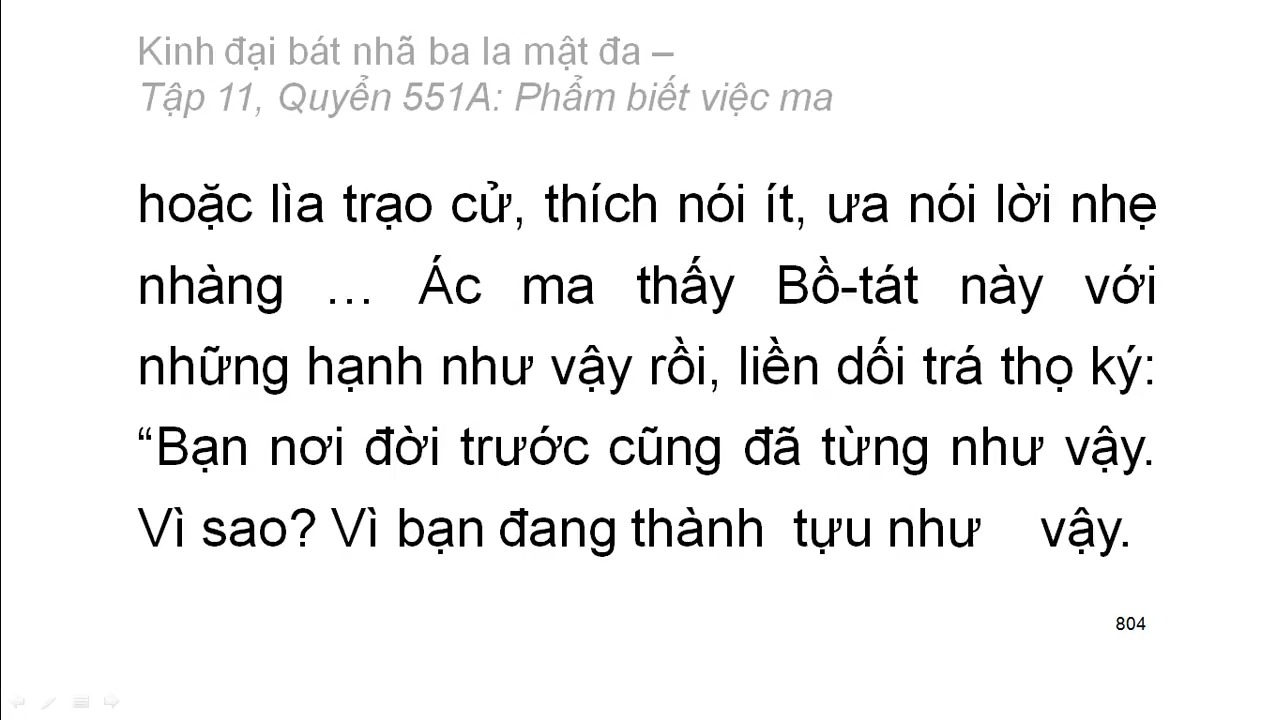 Kinh đại bát nhã ba la mật đa –
Tập 11, Quyển 551A: Phẩm biết việc ma
hoặc lìa trạo cử, thích nói ít, ưa nói lời nhẹ
nhàng … Ác ma thấy Bồ-tát này với
những hạnh như vậy rồi, liền dối trá thọ ký:
“Bạn nơi đời trước cũng đã từng như vậy.
Vì sao? Vì bạn đang thành tựu như vậy.
804